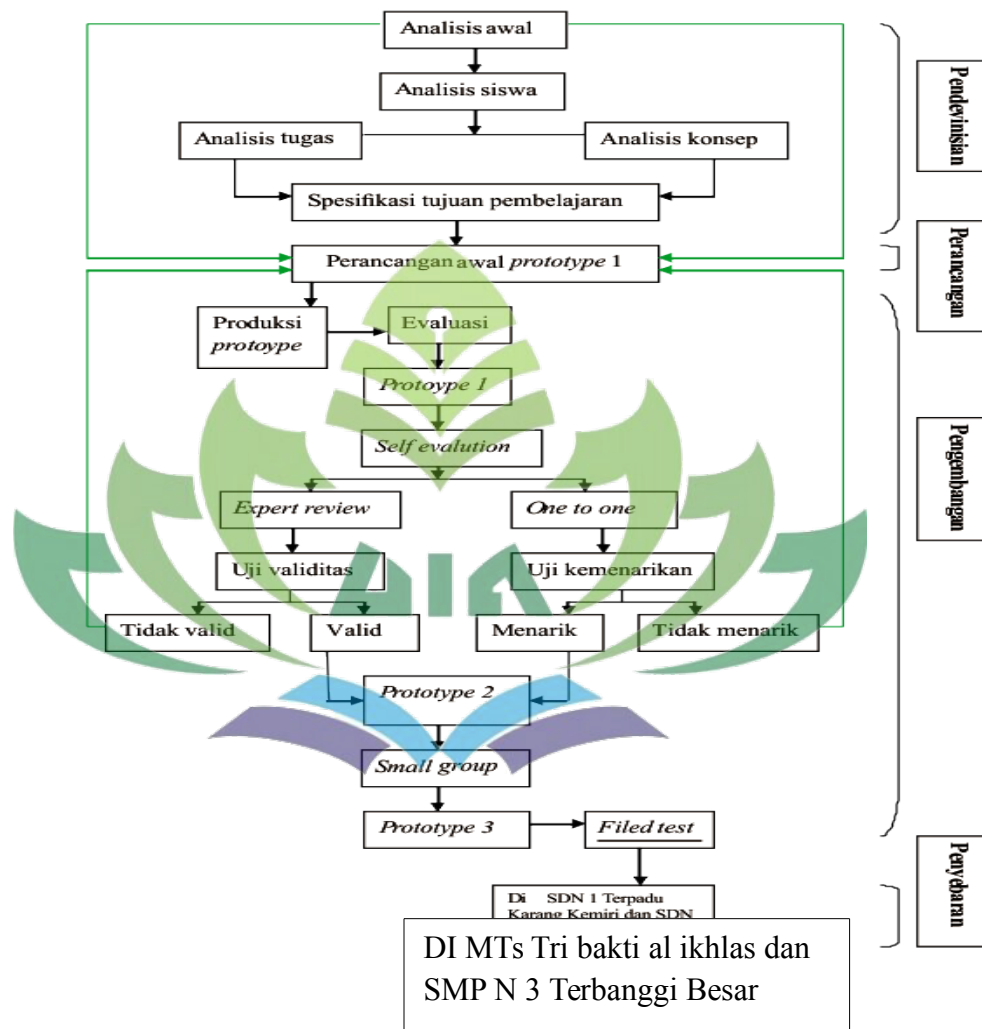 Analisis awal
Analisis siswa
Analisis tugas
Analisis konsep
Spesifikasi tujuan pembelajaran
Pendevinisian
Perancangan awal prototype 1
Perancangan
Produksi
protoype
Evaluasi
Protoype 1
Self evalution
Expert review
One to one
Uji validitas
Uji kemenarikan
Tidak valid
Valid
Menarik
Tidak menarik
Prototype 2
Small group
Prototype 3
Filed test
Pengembangan
Di SDN 1 Terpadu
Karang Kemiri dan SDN
DI MTs Tri bakti al ikhlas dan
SMP N 3 Terbanggi Besar
Penyebaran